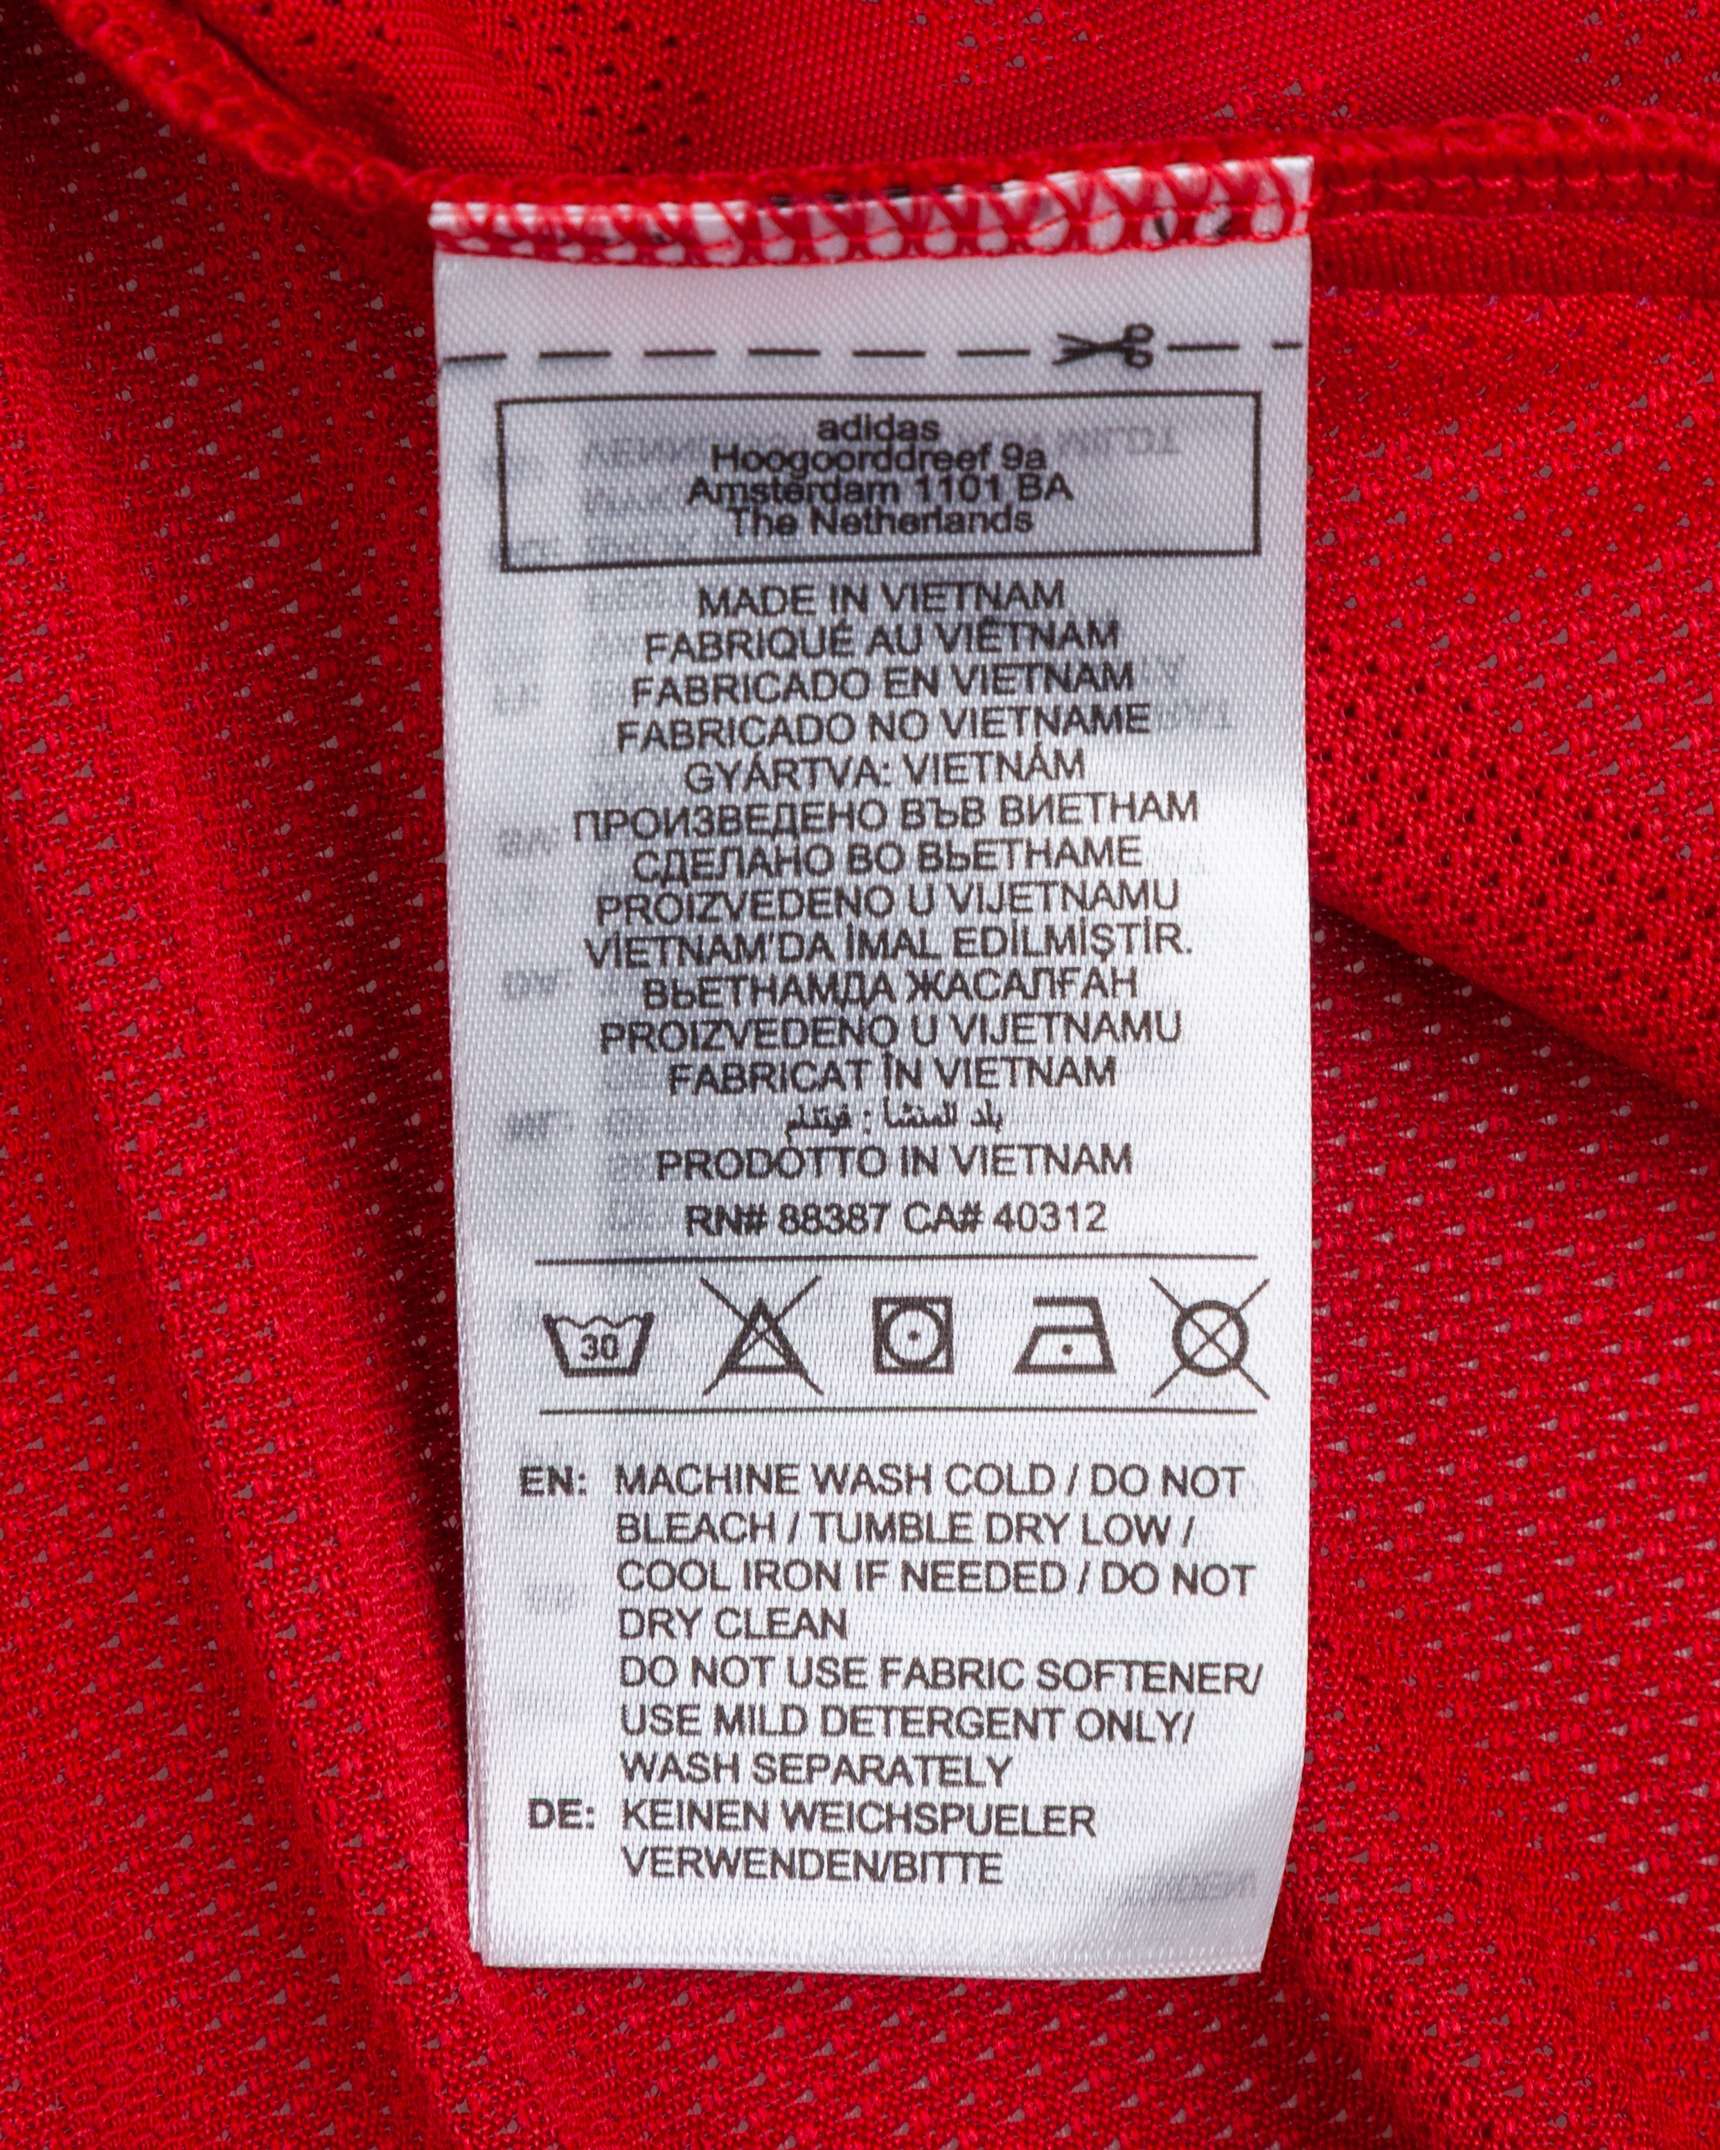 adidas
Hoogoorddreef 9a
Amsterdam 1101 BA
The Netherlands
MADE IN VIETNAM
FABRIQUÉ AU VIÊTNAM
FABRICADO EN VIETNAM
FABRICADO NO VIETNAME
GYÁRTVA: VIETNÁM
ПРОИЗВЕДЕНО ВЪВ ВИЕТНАМ
СДЕЛАНО ВО ВЬЕТНАМЕ
PROIZVEDENO U VIJETNAMU
VIETNAM'DA İMAL EDİLMİŞTİR.
ВЬЕТНАМДА ЖАСАЛҒАН
PROIZVEDENO U VIJETNAMU
FABRICAT ÎN VIETNAM
بلد المنشأ : فيتنام
PRODOTTO IN VIETNAM
RN# 88387 CA# 40312
30
EN: MACHINE WASH COLD / DO NOT
BLEACH / TUMBLE DRY LOW /
COOL IRON IF NEEDED / DO NOT
DRY CLEAN
DO NOT USE FABRIC SOFTENER/
USE MILD DETERGENT ONLY/
WASH SEPARATELY
DE: KEINEN WEICHSPUELER
VERWENDEN/BITTE